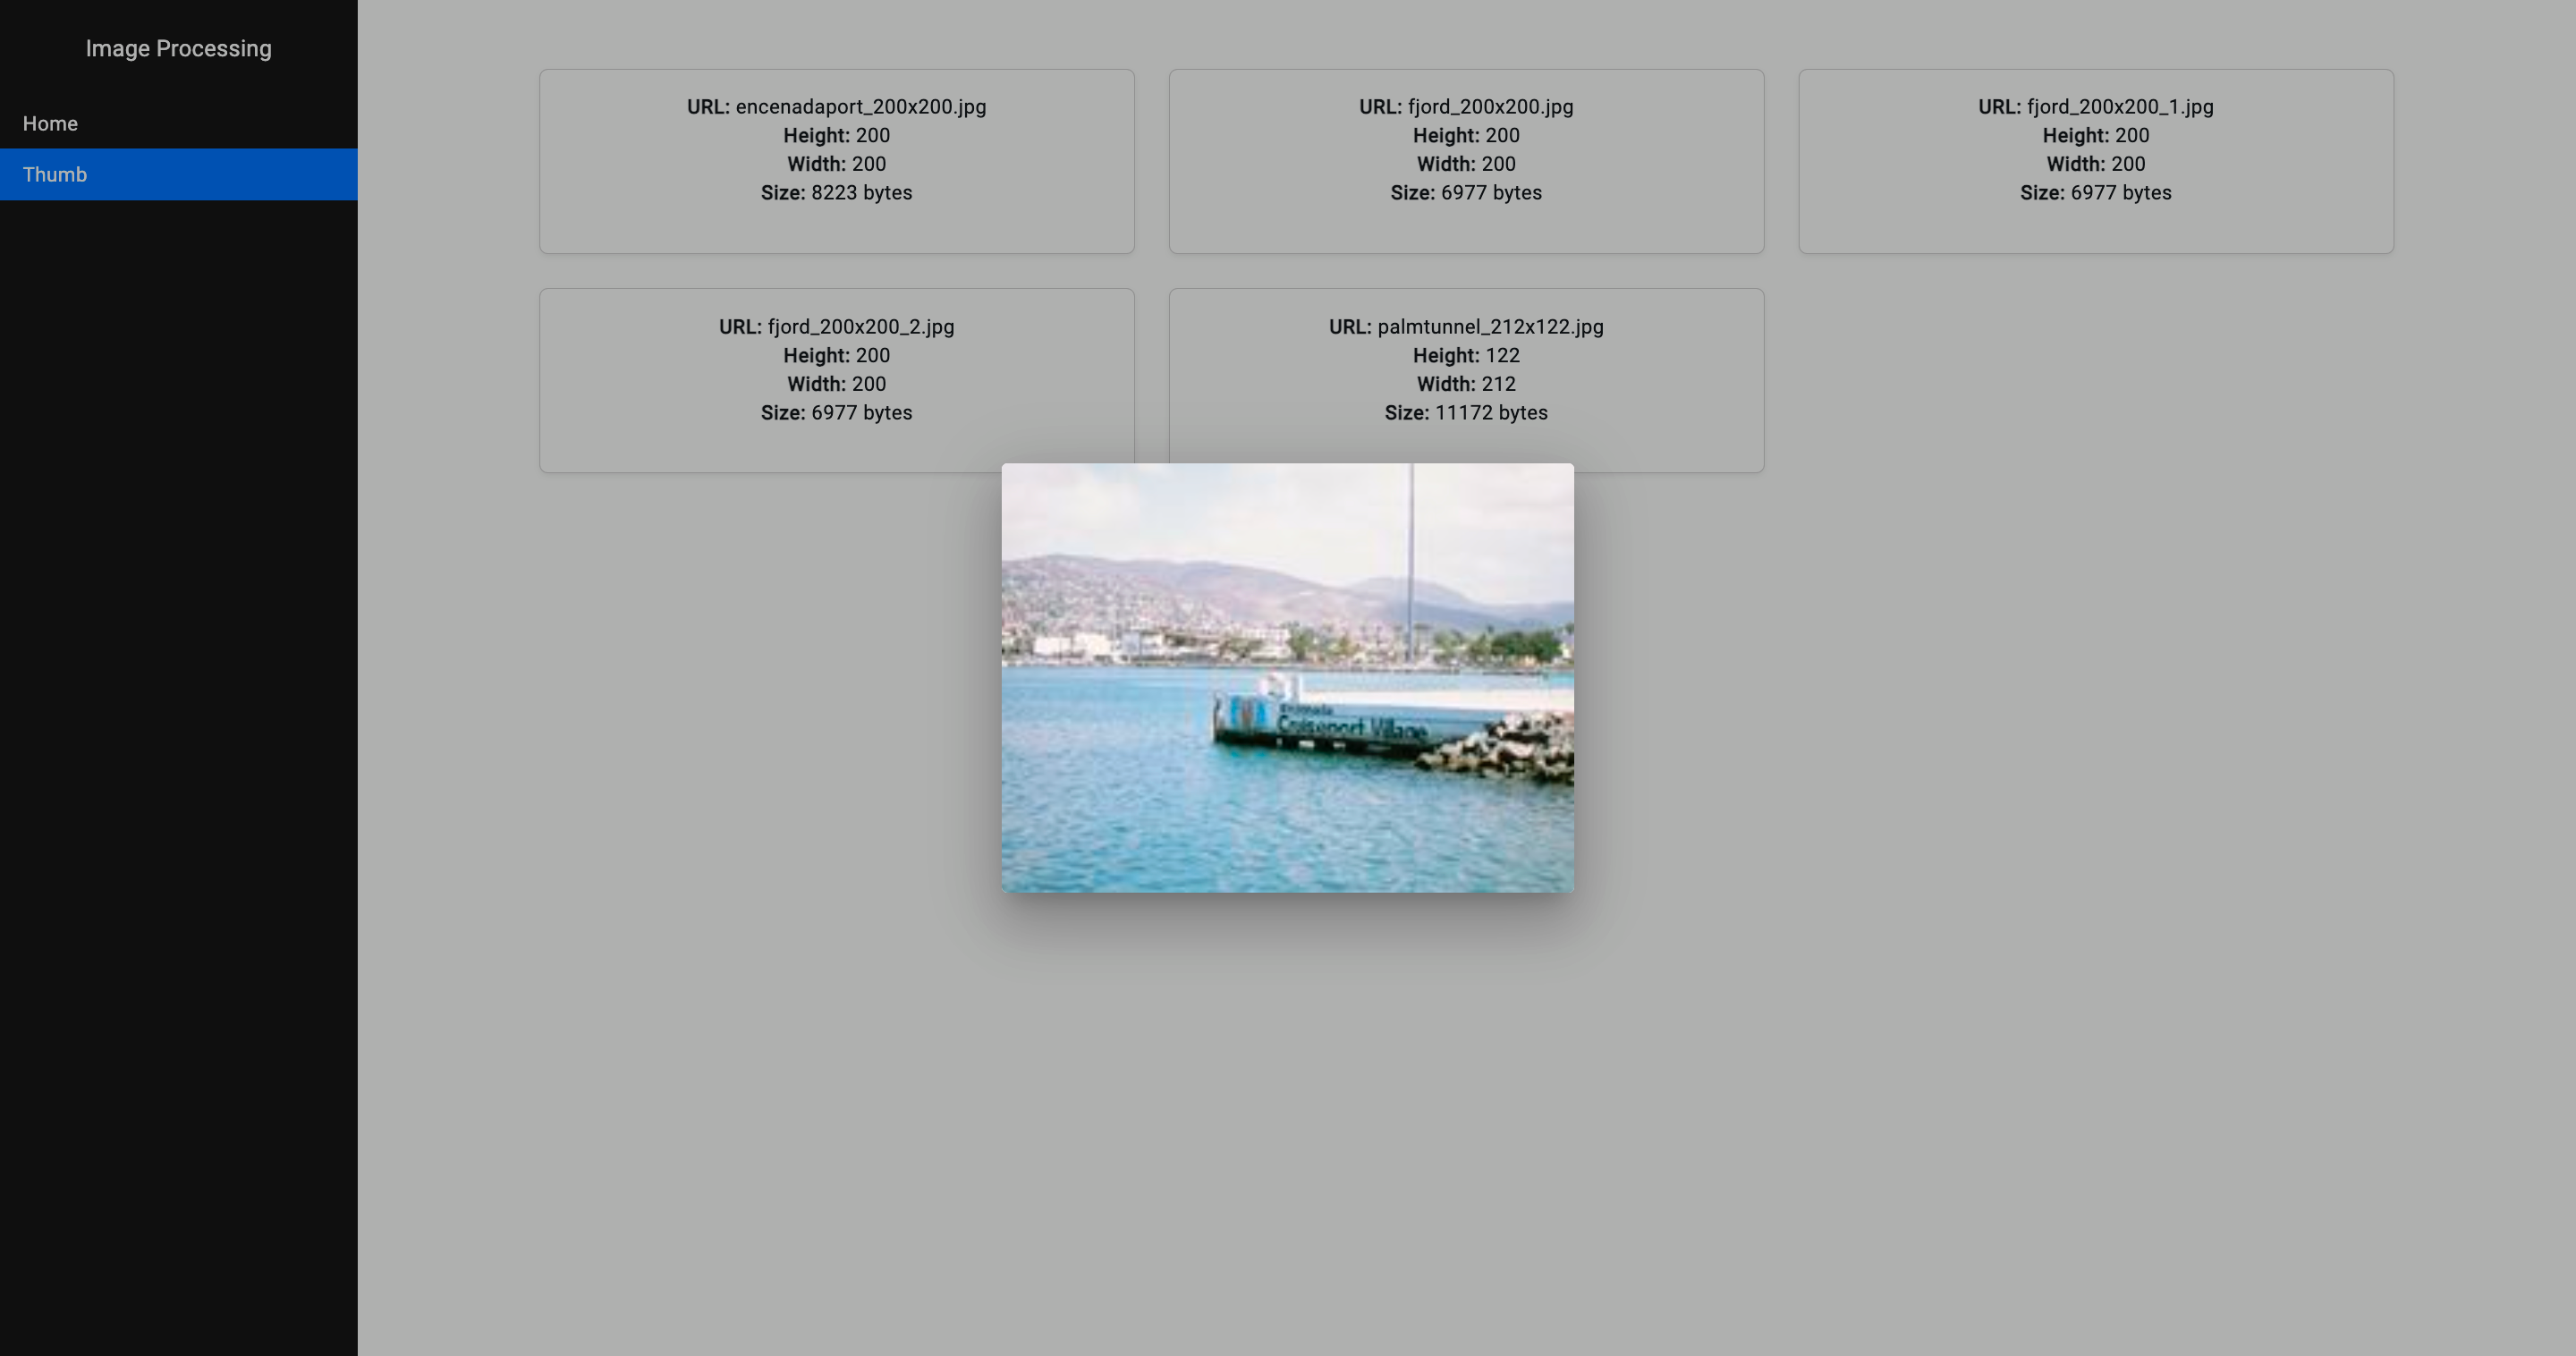 Image Processing
Home
Thumb
URL: encenadaport_200x200.jpg
Height: 200
Width: 200
Size: 8223 bytes
URL: fjord_200x200.jpg
Height: 200
Width: 200
Size: 6977 bytes
URL: fjord_200x200_1.jpg
Height: 200
Width: 200
Size: 6977 bytes
URL: fjord_200x200_2.jpg
Height: 200
Width: 200
Size: 6977 bytes
URL: palmtunnel_212x122.jpg
Height: 122
Width: 212
Size: 11172 bytes
Village